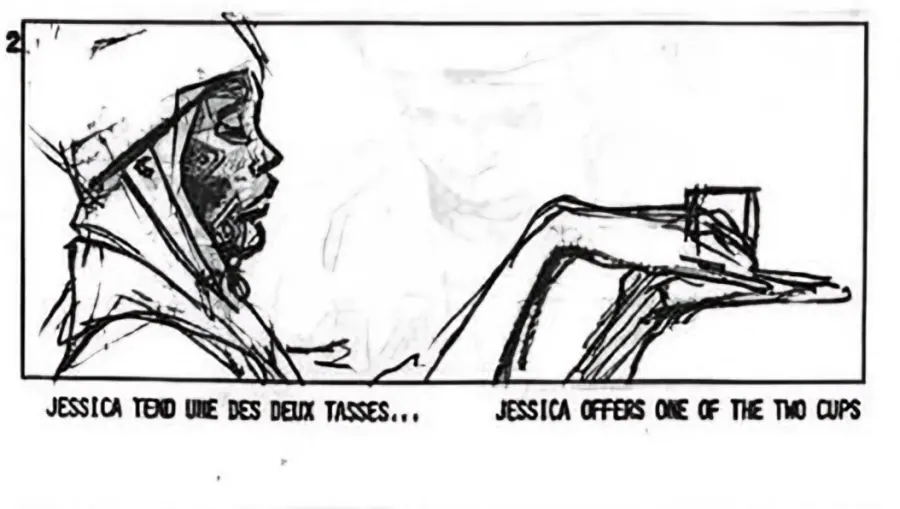 2
JESSICA TEND UNE DES DEUX TASSES...
JESSICA OFFERS ONE OF THE TWO CUPS